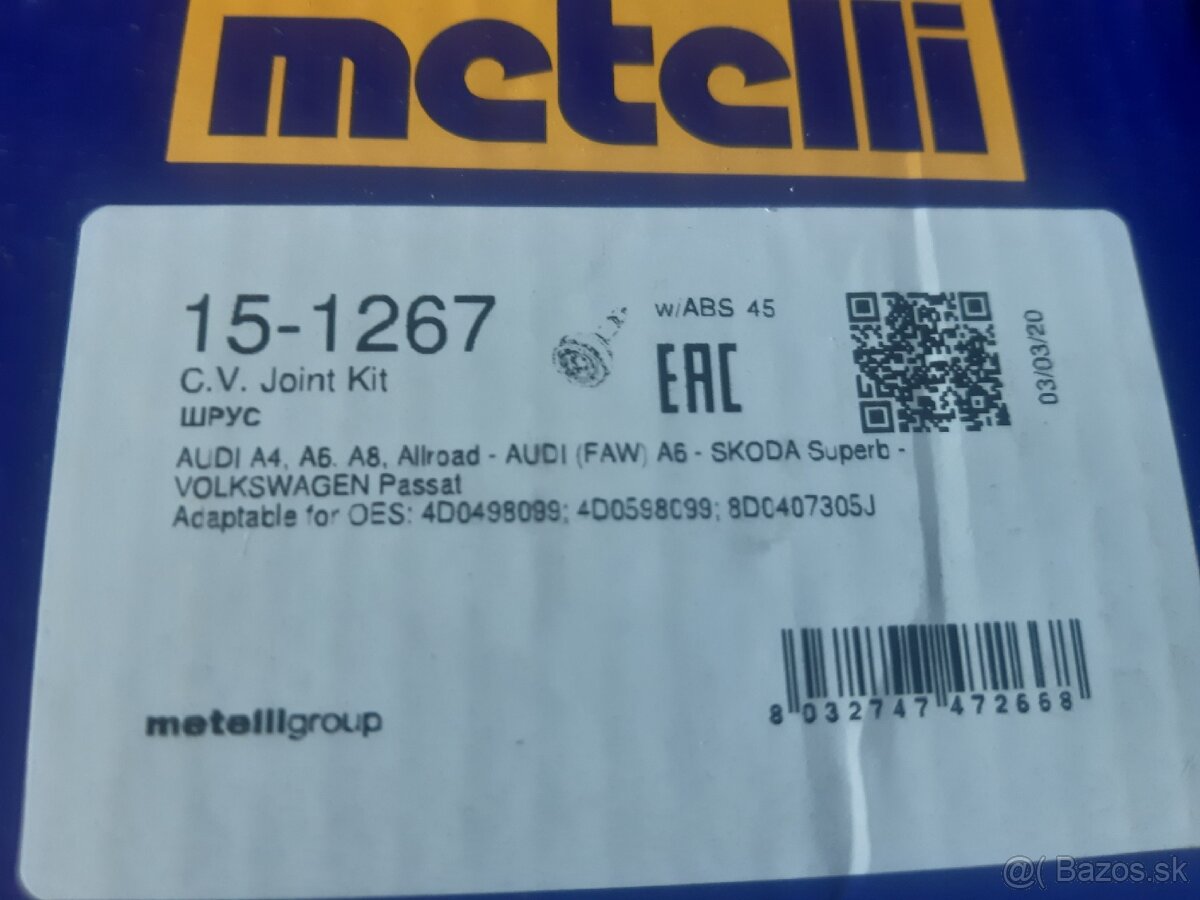 metelli
15-1267
w/ABS 45
C.V. Joint Kit
EAC
03/03/20
ШРУС
AUDI A4, A6. A8, Allroad - AUDI (FAW) A6 - SKODA Superb -
VOLKSWAGEN Passat
Adaptable for OES: 4D0498099; 4D0598099; 8D0407305J
metelligroup
8 032747 472668
@( Bazos.sk